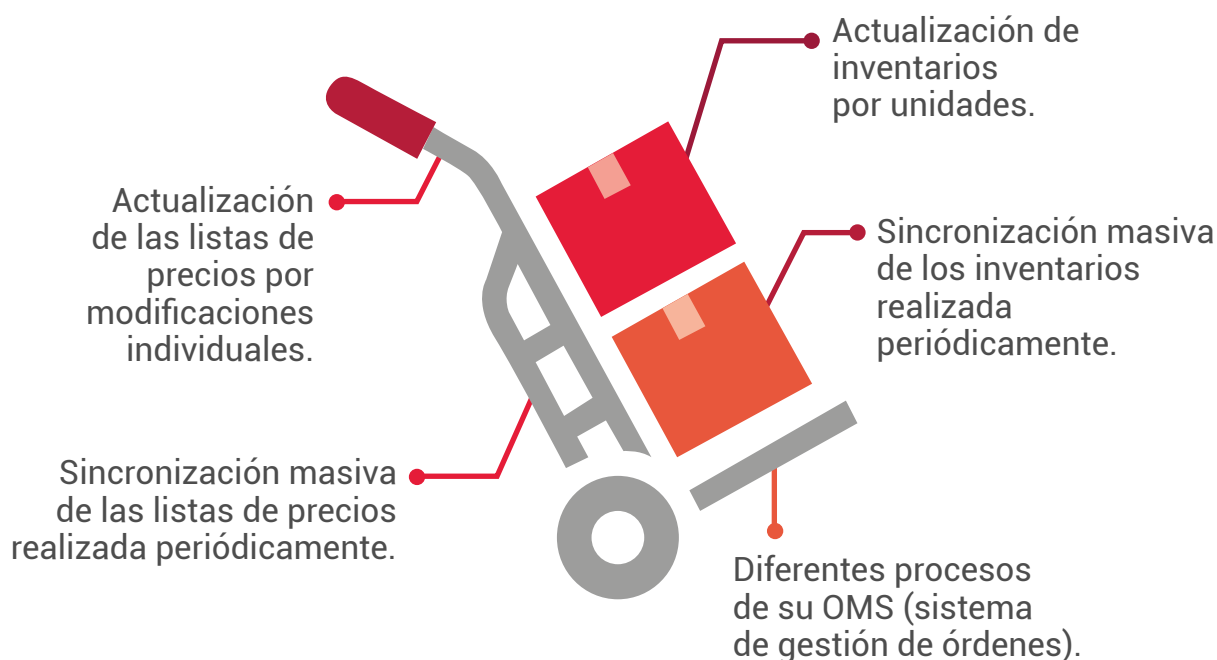 Actualización de
inventarios
por unidades.
Actualización
de las listas de
precios por
modificaciones
individuales.
Sincronización masiva
de los inventarios
realizada
periódicamente.
Sincronización masiva
de las listas de precios
realizada periódicamente.
Diferentes procesos
de su OMS (sistema
de gestión de órdenes).